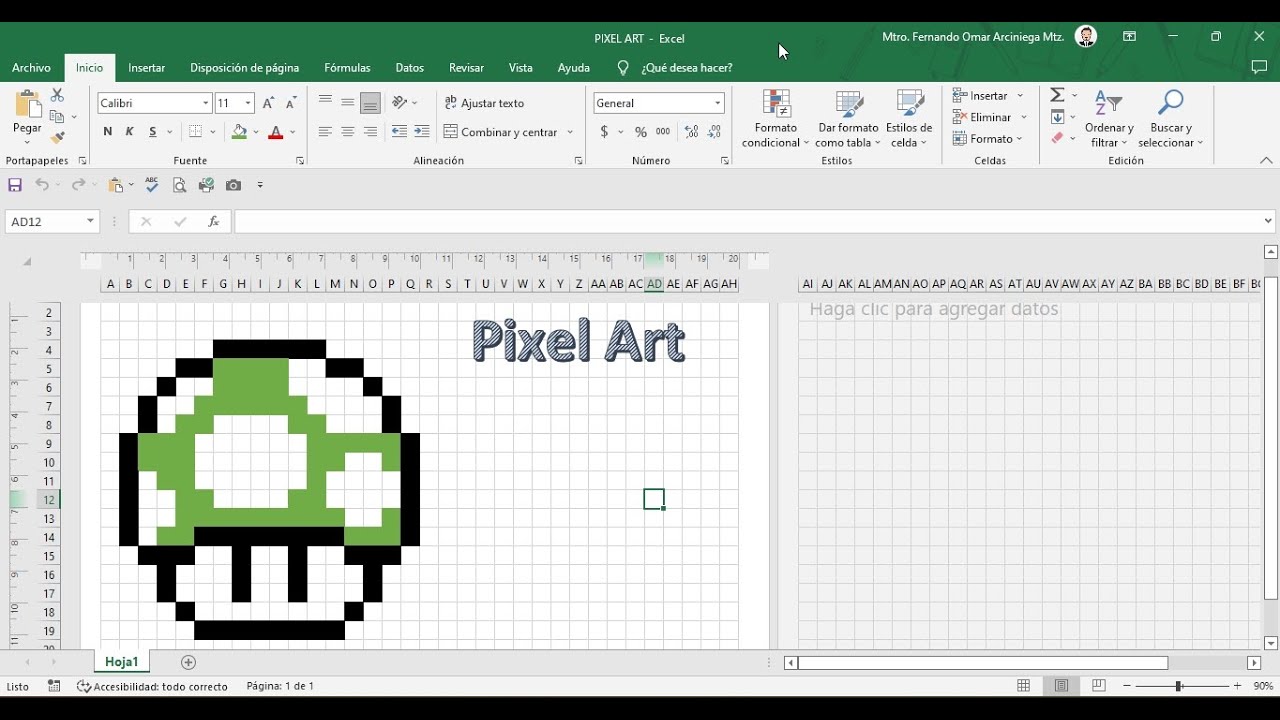 PIXEL ART - Excel
Mtro. Fernando Omar Arciniega Mtz.
Archivo Inicio Insertar Disposición de página Fórmulas Datos Revisar Vista Ayuda ¿Qué desea hacer?
Pegar
Calibri 11
N K S A
Ajustar texto
Combinar y centrar
General
$ % 000
Formato condicional
Dar formato como tabla
Estilos de celda
Insertar
Eliminar
Formato
Ordenar y filtrar
Buscar y seleccionar
Portapapeles Fuente Alineación Número Estilos Celdas Edición
AD12 fx
1 2 3 4 5 6 7 8 9 10 11 12 13 14 15 16 17 18 19 20
A B C D E F G H I J K L M N O P Q R S T U V W X Y Z AA AB AC AD AE AF AG AH AI AJ AK AL AM AN AO AP AQ AR AS AT AU AV AW AX AY AZ BA BB BC BD BE BF
Haga clic para agregar datos
Pixel Art
2
3
4
5
6
7
8
9
10
11
12
13
14
15
16
17
18
19
Hoja1
Listo Accesibilidad: todo correcto Página: 1 de 1 90%